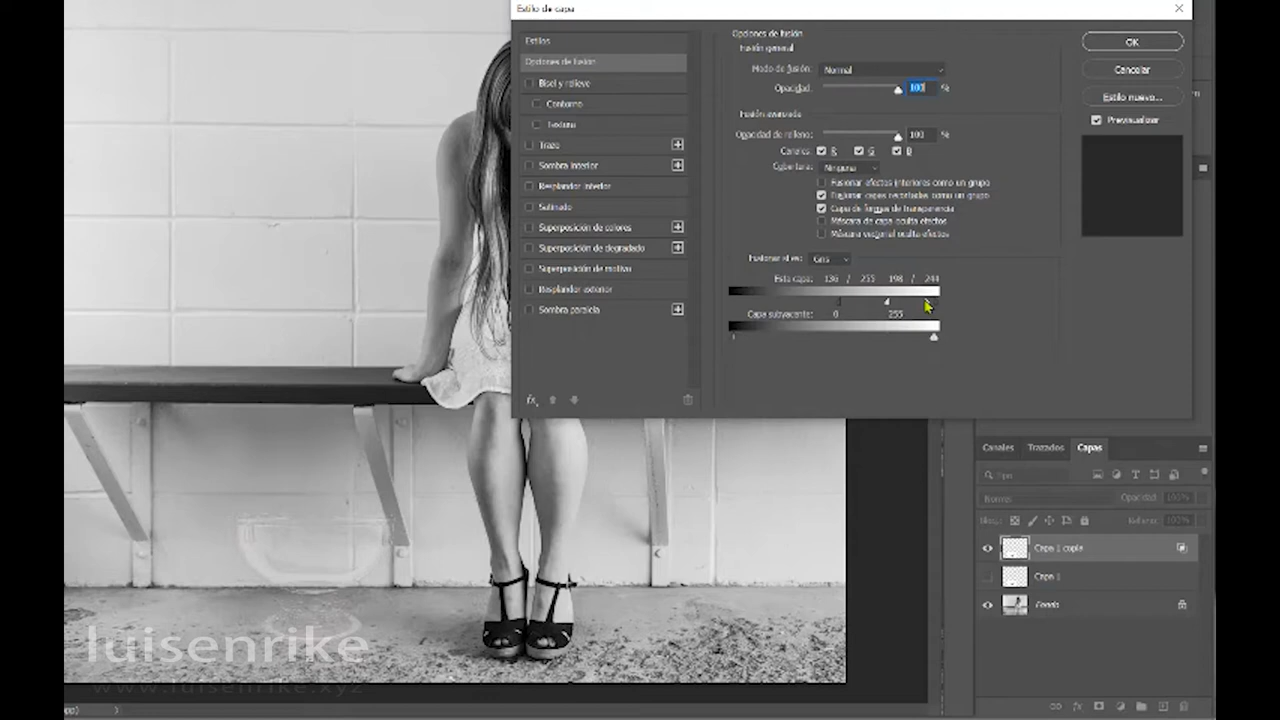 Estilo de capa
Estilos
Opciones de fusión
Bisel y relieve
Contorno
Textura
Trazo
Sombra interior
Resplandor interior
Satinado
Superposición de colores
Superposición de degradado
Superposición de motivo
Resplandor exterior
Sombra paralela
fx
Opciones de fusión
Fusión general
Modo de fusión: Normal
Opacidad: 100 %
Fusión avanzada
Opacidad de relleno: 100 %
Canales: R G B
Cobertura: Ninguna
Fusionar efectos interiores como un grupo
Fusionar capas recortadas como un grupo
Capa de formas de transparencia
Máscara de capa oculta efectos
Máscara vectorial oculta efectos
Fusionar si es: Gris
Esta capa: 136 / 255 198 / 244
Capa subyacente: 0 255
OK
Cancelar
Estilo nuevo...
Previsualizar
Canales Trazados Capas
Tipo
Normal Opacidad: 100%
Relleno: 100%
Capa 1 copia
Capa 1
Fondo
fx
luisenrike
www.luisenrike.xyz